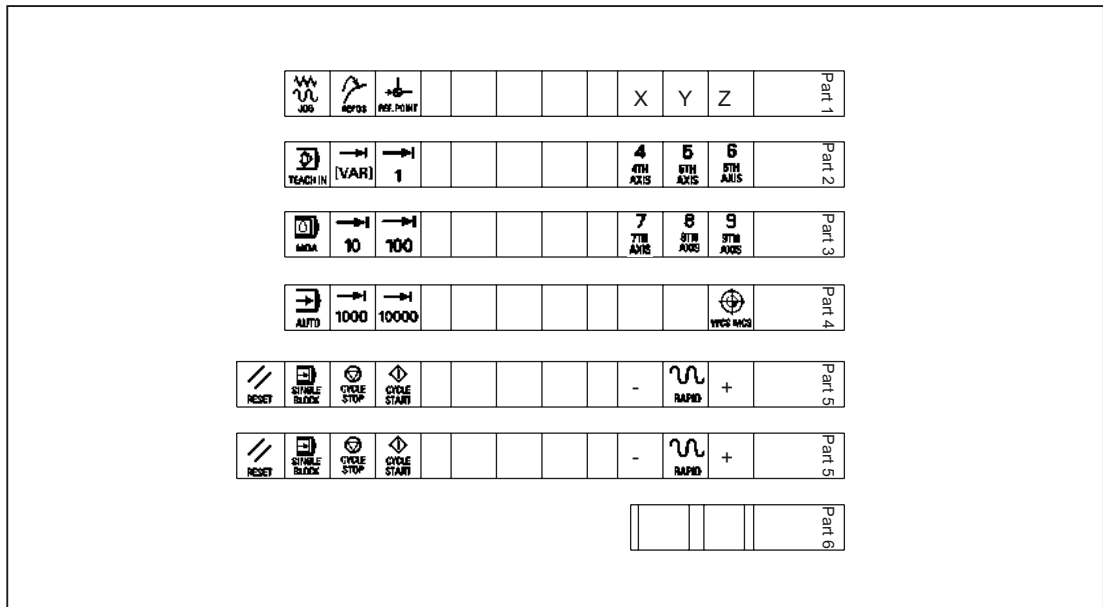 JOG REPOS REF. POINT X Y Z Part 1
TEACH IN [VAR] 1 4 4TH AXIS 5 5TH AXIS 6 6TH AXIS Part 2
MDA 10 100 7 7TH AXIS 8 8TH AXIS 9 9TH AXIS Part 3
AUTO 1000 10000 WCS MCS Part 4
RESET SINGLE BLOCK CYCLE STOP CYCLE START - RAPID + Part 5
RESET SINGLE BLOCK CYCLE STOP CYCLE START - RAPID + Part 5
Part 6